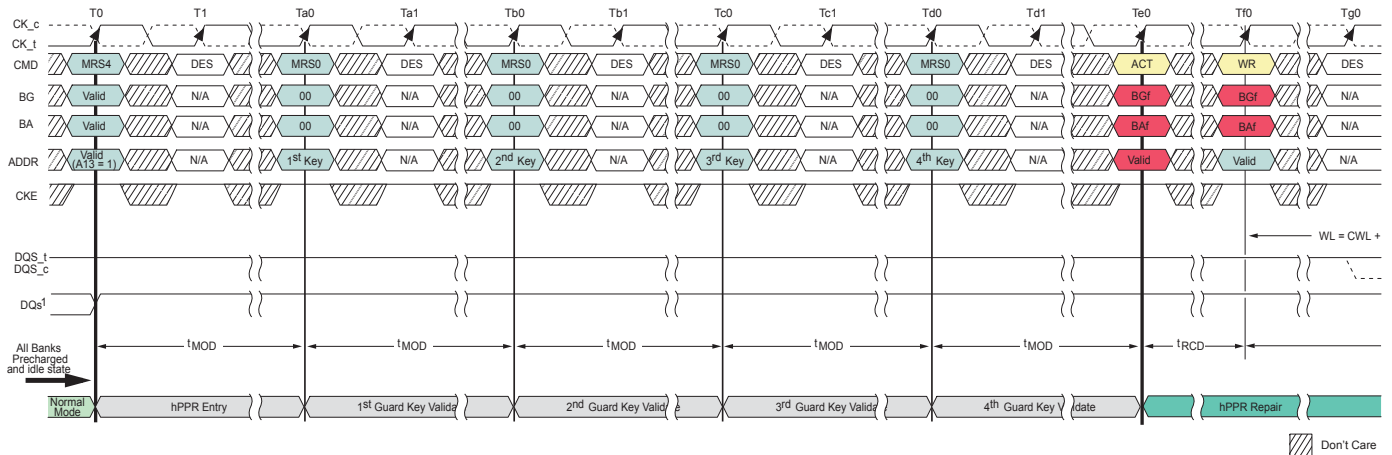 T0 T1 Ta0 Ta1 Tb0 Tb1 Tc0 Tc1 Td0 Td1 Te0 Tf0 Tg0
CK_c
CK_t
CMD MRS4 DES MRS0 DES MRS0 DES MRS0 DES MRS0 DES ACT WR DES
BG Valid N/A 00 N/A 00 N/A 00 N/A 00 N/A BGf BGf N/A
BA Valid N/A 00 N/A 00 N/A 00 N/A 00 N/A BAf BAf N/A
ADDR Valid (A13 = 1) N/A 1st Key N/A 2nd Key N/A 3rd Key N/A 4th Key N/A Valid Valid N/A
CKE
WL = CWL +
DQS_t
DQS_c
DQs1
All Banks
Precharged
and idle state
tMOD tMOD tMOD tMOD tMOD tRCD
Normal Mode hPPR Entry 1st Guard Key Valida 2nd Guard Key Valid e 3rd Guard Key Valida 4th Guard Key V idate hPPR Repair
Don't Care